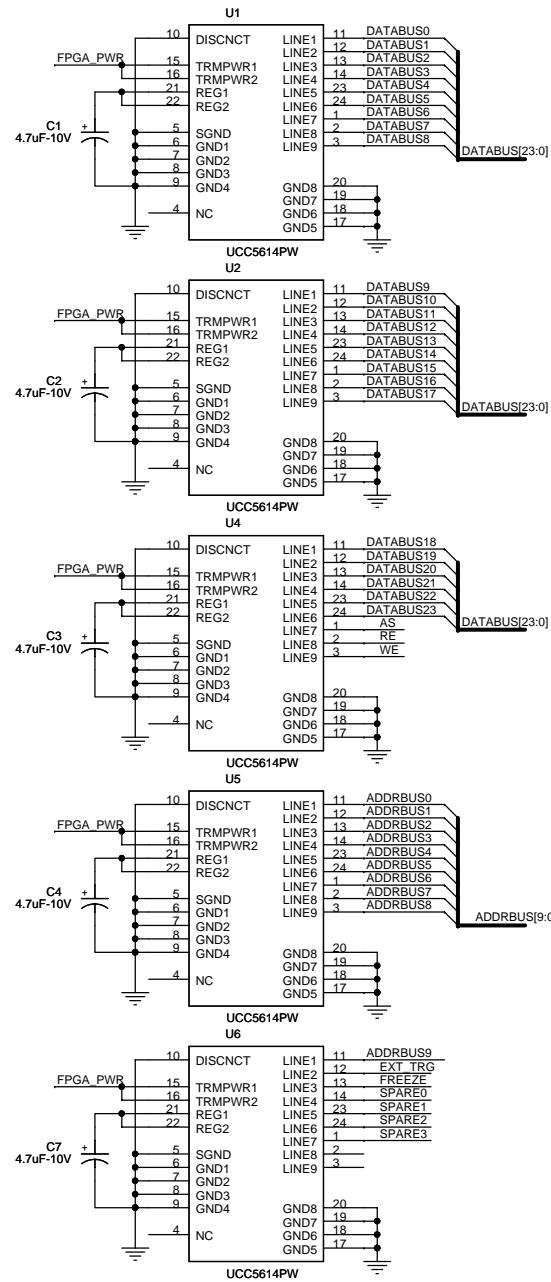 U1
10 DISCNCT LINE1 11 DATABUS0
LINE2 12 DATABUS1
FPGA_PWR 15 TRMPWR1 LINE3 13 DATABUS2
16 TRMPWR2 LINE4 14 DATABUS3
21 REG1 LINE5 23 DATABUS4
22 REG2 LINE6 24 DATABUS5
LINE7 1 DATABUS6
C1 + 5 SGND LINE8 2 DATABUS7
4.7uF-10V 6 GND1 LINE9 3 DATABUS8
7 GND2 DATABUS[23:0]
8 GND3
9 GND4 GND8 20
GND7 19
4 NC GND6 18
GND5 17
UCC5614PW
U2
10 DISCNCT LINE1 11 DATABUS9
LINE2 12 DATABUS10
FPGA_PWR 15 TRMPWR1 LINE3 13 DATABUS11
16 TRMPWR2 LINE4 14 DATABUS12
21 REG1 LINE5 23 DATABUS13
22 REG2 LINE6 24 DATABUS14
LINE7 1 DATABUS15
C2 + 5 SGND LINE8 2 DATABUS16
4.7uF-10V 6 GND1 LINE9 3 DATABUS17
7 GND2 DATABUS[23:0]
8 GND3
9 GND4 GND8 20
GND7 19
4 NC GND6 18
GND5 17
UCC5614PW
U4
10 DISCNCT LINE1 11 DATABUS18
LINE2 12 DATABUS19
FPGA_PWR 15 TRMPWR1 LINE3 13 DATABUS20
16 TRMPWR2 LINE4 14 DATABUS21
21 REG1 LINE5 23 DATABUS22
22 REG2 LINE6 24 DATABUS23
LINE7 1 AS
C3 + 5 SGND LINE8 2 RE
4.7uF-10V 6 GND1 LINE9 3 WE
7 GND2 DATABUS[23:0]
8 GND3
9 GND4 GND8 20
GND7 19
4 NC GND6 18
GND5 17
UCC5614PW
U5
10 DISCNCT LINE1 11 ADDRBUS0
LINE2 12 ADDRBUS1
FPGA_PWR 15 TRMPWR1 LINE3 13 ADDRBUS2
16 TRMPWR2 LINE4 14 ADDRBUS3
21 REG1 LINE5 23 ADDRBUS4
22 REG2 LINE6 24 ADDRBUS5
LINE7 1 ADDRBUS6
C4 + 5 SGND LINE8 2 ADDRBUS7
4.7uF-10V 6 GND1 LINE9 3 ADDRBUS8
7 GND2 ADDRBUS[9:0
8 GND3
9 GND4 GND8 20
GND7 19
4 NC GND6 18
GND5 17
UCC5614PW
U6
10 DISCNCT LINE1 11 ADDRBUS9
LINE2 12 EXT_TRG
FPGA_PWR 15 TRMPWR1 LINE3 13 FREEZE
16 TRMPWR2 LINE4 14 SPARE0
21 REG1 LINE5 23 SPARE1
22 REG2 LINE6 24 SPARE2
LINE7 1 SPARE3
C7 + 5 SGND LINE8 2
4.7uF-10V 6 GND1 LINE9 3
7 GND2
8 GND3
9 GND4 GND8 20
GND7 19
4 NC GND6 18
GND5 17
UCC5614PW